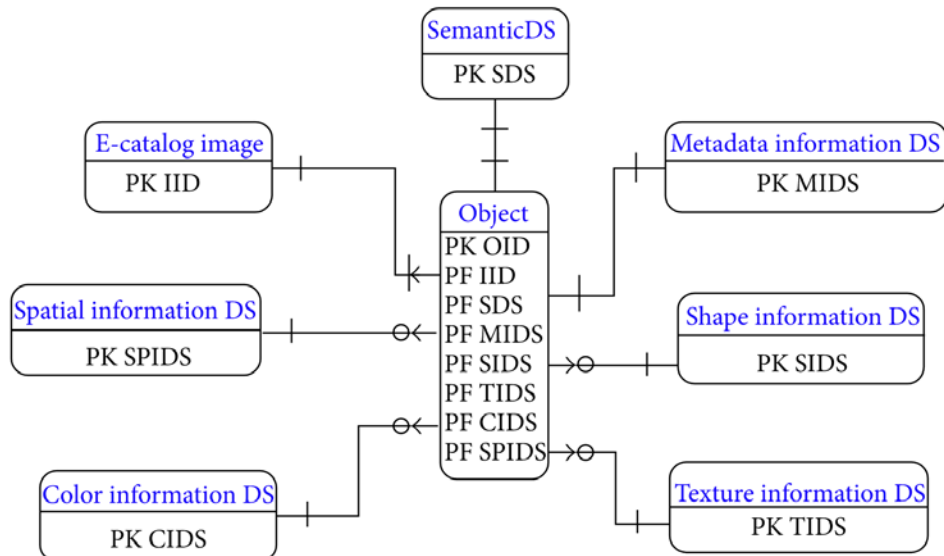 SemanticDS
PK SDS
E-catalog image
PK IID
Metadata information DS
PK MIDS
Object
PK OID
PF IID
PF SDS
PF MIDS
PF SIDS
PF TIDS
PF CIDS
PF SPIDS
Spatial information DS
PK SPIDS
Shape information DS
PK SIDS
Color information DS
PK CIDS
Texture information DS
PK TIDS